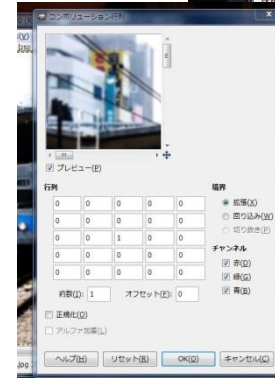 コンボリューション行列
プレビュー(P)
行列
0 0 0 0 0
0 0 0 0 0
0 0 1 0 0
0 0 0 0 0
0 0 0 0 0
約数(I): 1 オフセット(F): 0
正規化(O)
アルファ加重(L)
境界
拡張(X)
回り込み(W)
切り抜き(P)
チャンネル
赤(D)
緑(G)
青(B)
ヘルプ(H) リセット(R) OK(O) キャンセル(C)
(V)
.jpg